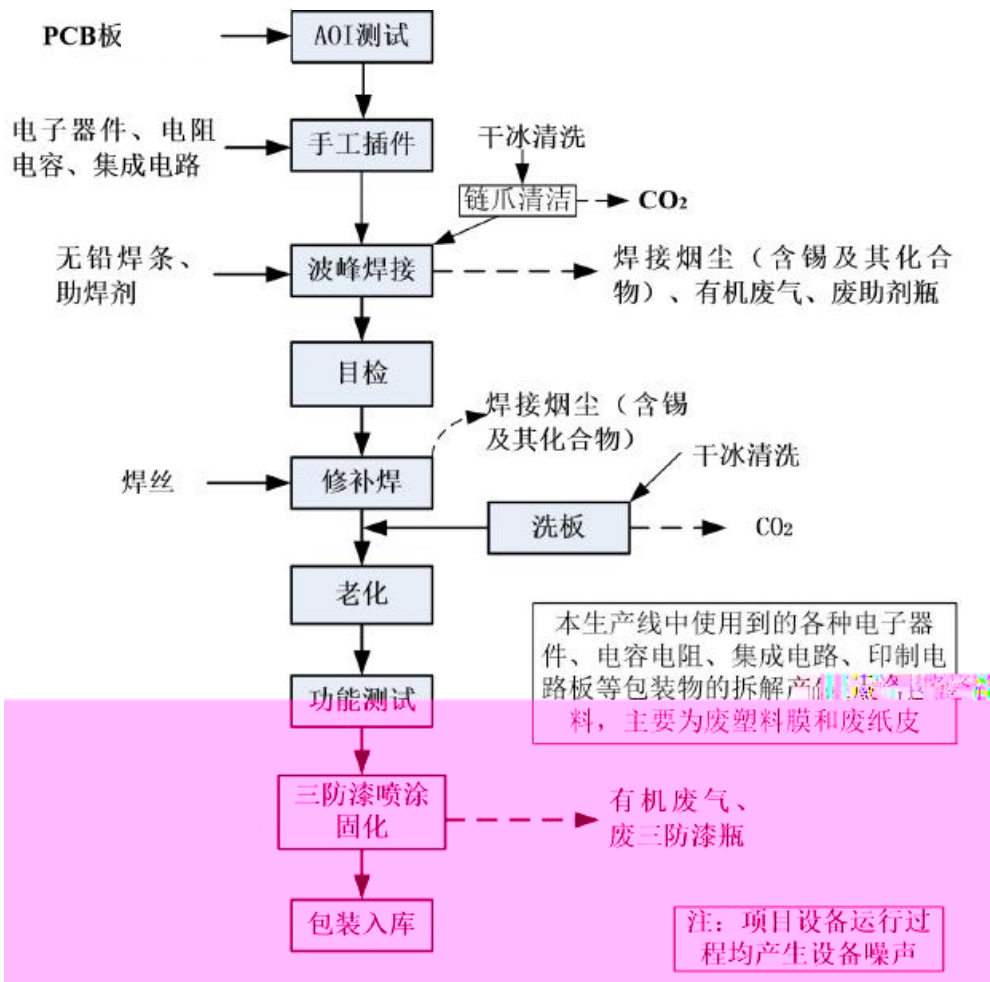 PCB板
AOI测试
电子器件、电阻
电容、集成电路
手工插件
干冰清洗
链爪清洁
CO₂
无铅焊条、
助焊剂
波峰焊接
焊接烟尘（含锡及其化合
物）、有机废气、废助剂瓶
目检
焊接烟尘（含锡
及其化合物）
焊丝
修补焊
干冰清洗
洗板
CO₂
老化
本生产线中使用到的各种电子器
件、电容电阻、集成电路、印制电
路板等包装物的拆解产
料，主要为废塑料膜和废纸皮
功能测试
三防漆喷涂
固化
有机废气、
废三防漆瓶
包装入库
注：项目设备运行过
程均产生设备噪声